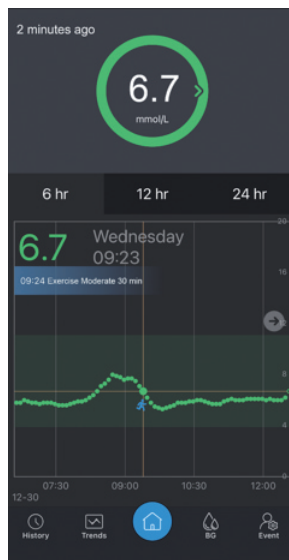 2 minutes ago
6.7
mmol/L
6 hr 12 hr 24 hr
6.7 Wednesday
09:23
09:24 Exercise Moderate 30 min
20
16
12
8
4
07:30 09:00 10:30 12:00
12-30
History Trends BG Event